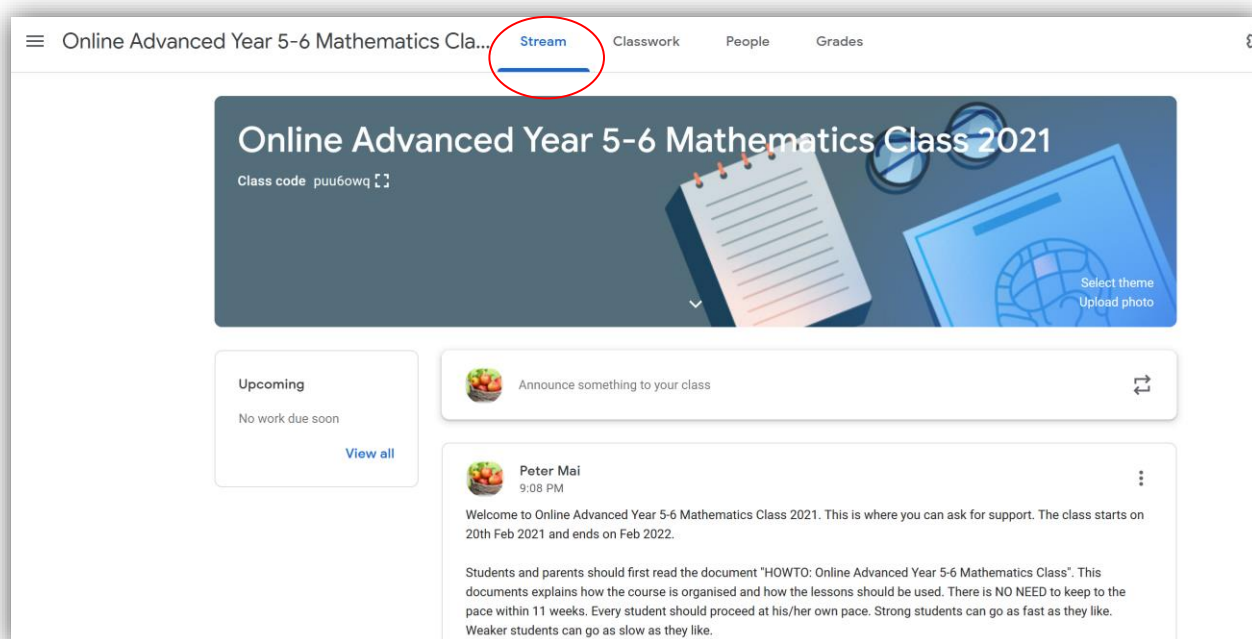 Online Advanced Year 5-6 Mathematics Cla...
Stream
Classwork
People
Grades
Online Advanced Year 5-6 Mathematics Class 2021
Class code puu6owq
Select theme
Upload photo
Upcoming
No work due soon
View all
Announce something to your class
Peter Mai
9:08 PM
Welcome to Online Advanced Year 5-6 Mathematics Class 2021. This is where you can ask for support. The class starts on
20th Feb 2021 and ends on Feb 2022.
Students and parents should first read the document "HOWTO: Online Advanced Year 5-6 Mathematics Class". This
documents explains how the course is organised and how the lessons should be used. There is NO NEED to keep to the
pace within 11 weeks. Every student should proceed at his/her own pace. Strong students can go as fast as they like.
Weaker students can go as slow as they like.